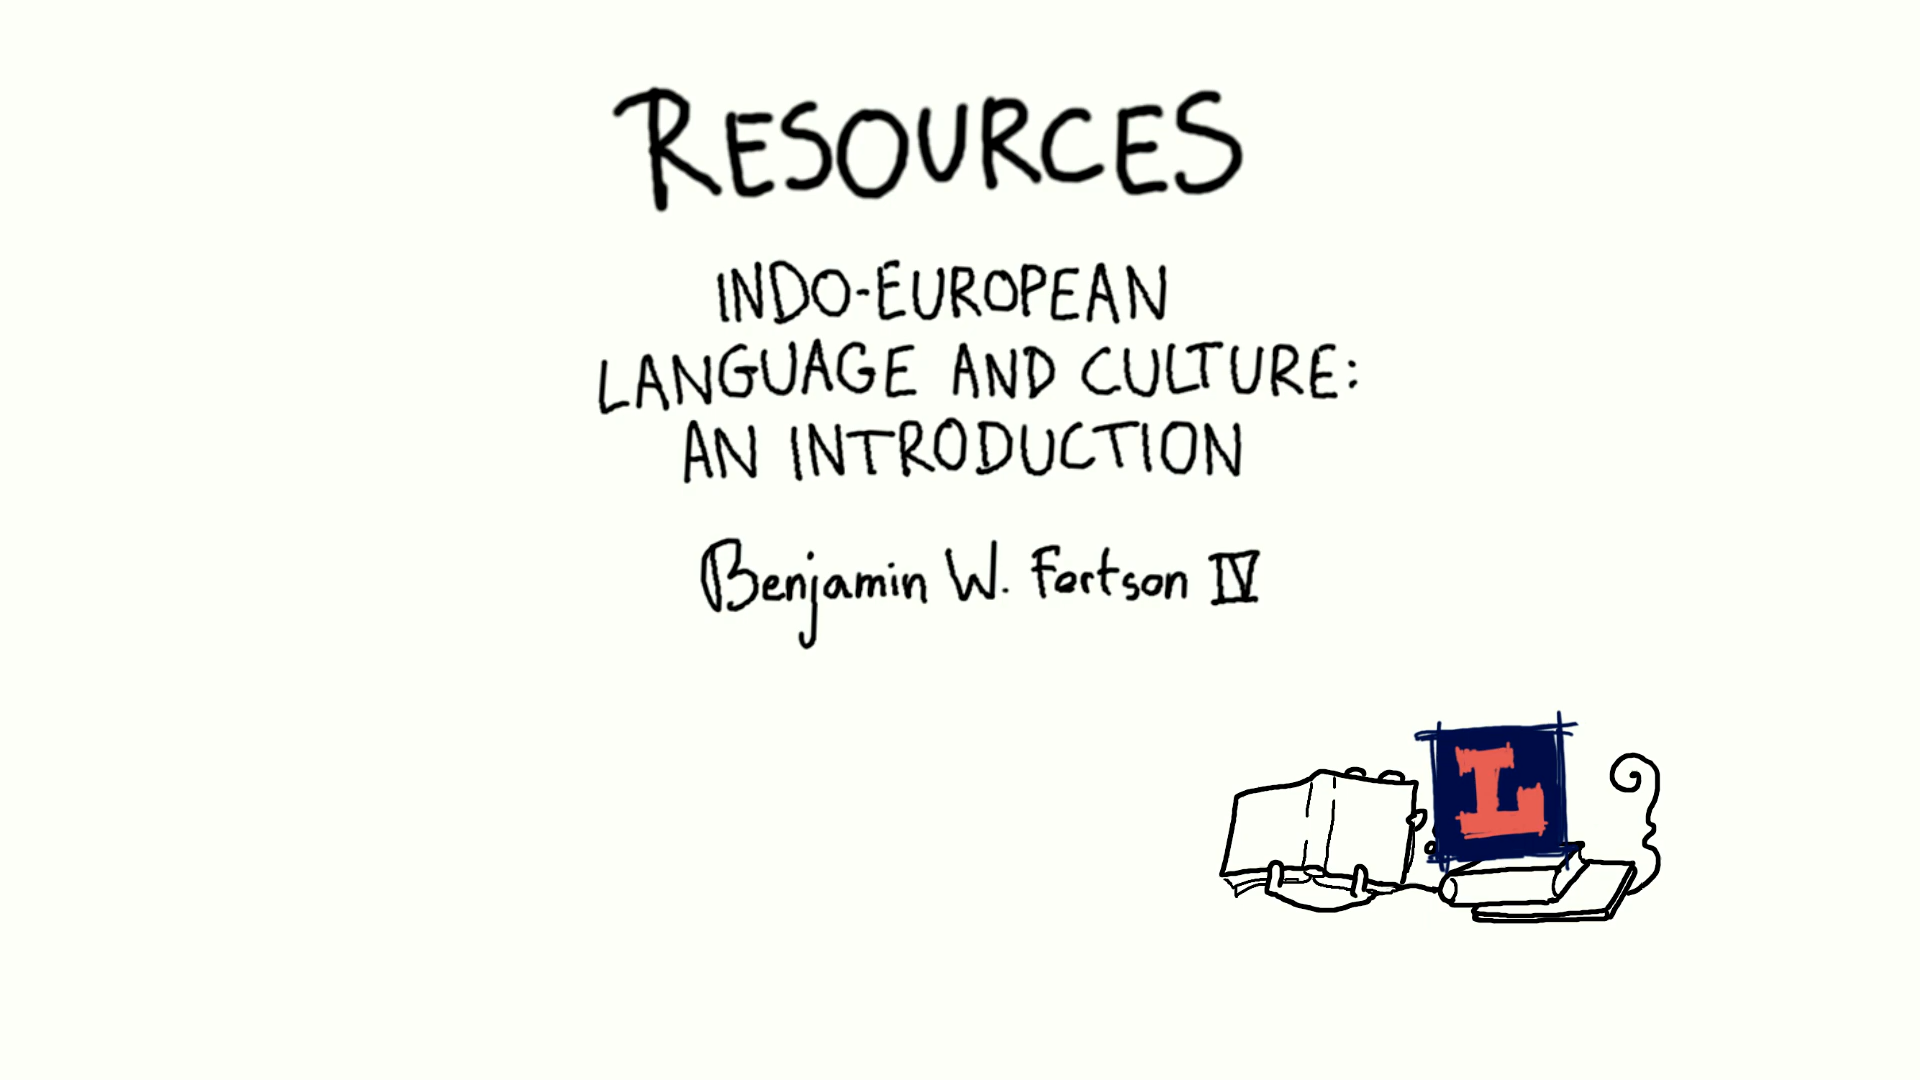 RESOURCES
INDO-EUROPEAN
LANGUAGE AND CULTURE:
AN INTRODUCTION
Benjamin W. Fortson IV
L